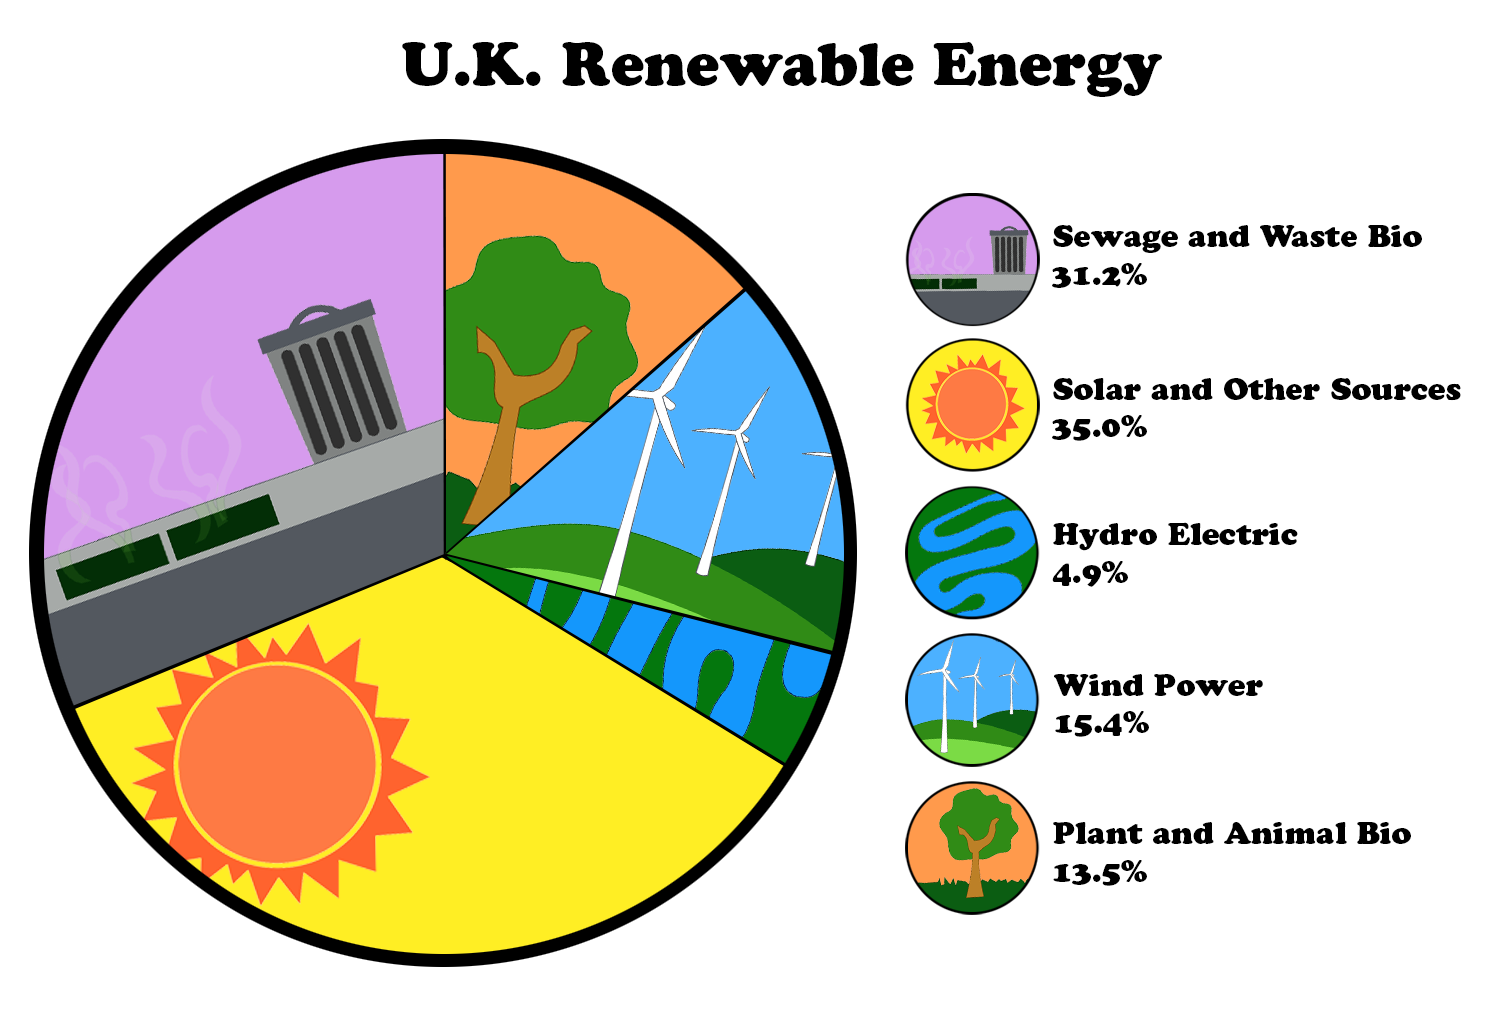 U.K. Renewable Energy
Sewage and Waste Bio
31.2%
Solar and Other Sources
35.0%
Hydro Electric
4.9%
Wind Power
15.4%
Plant and Animal Bio
13.5%